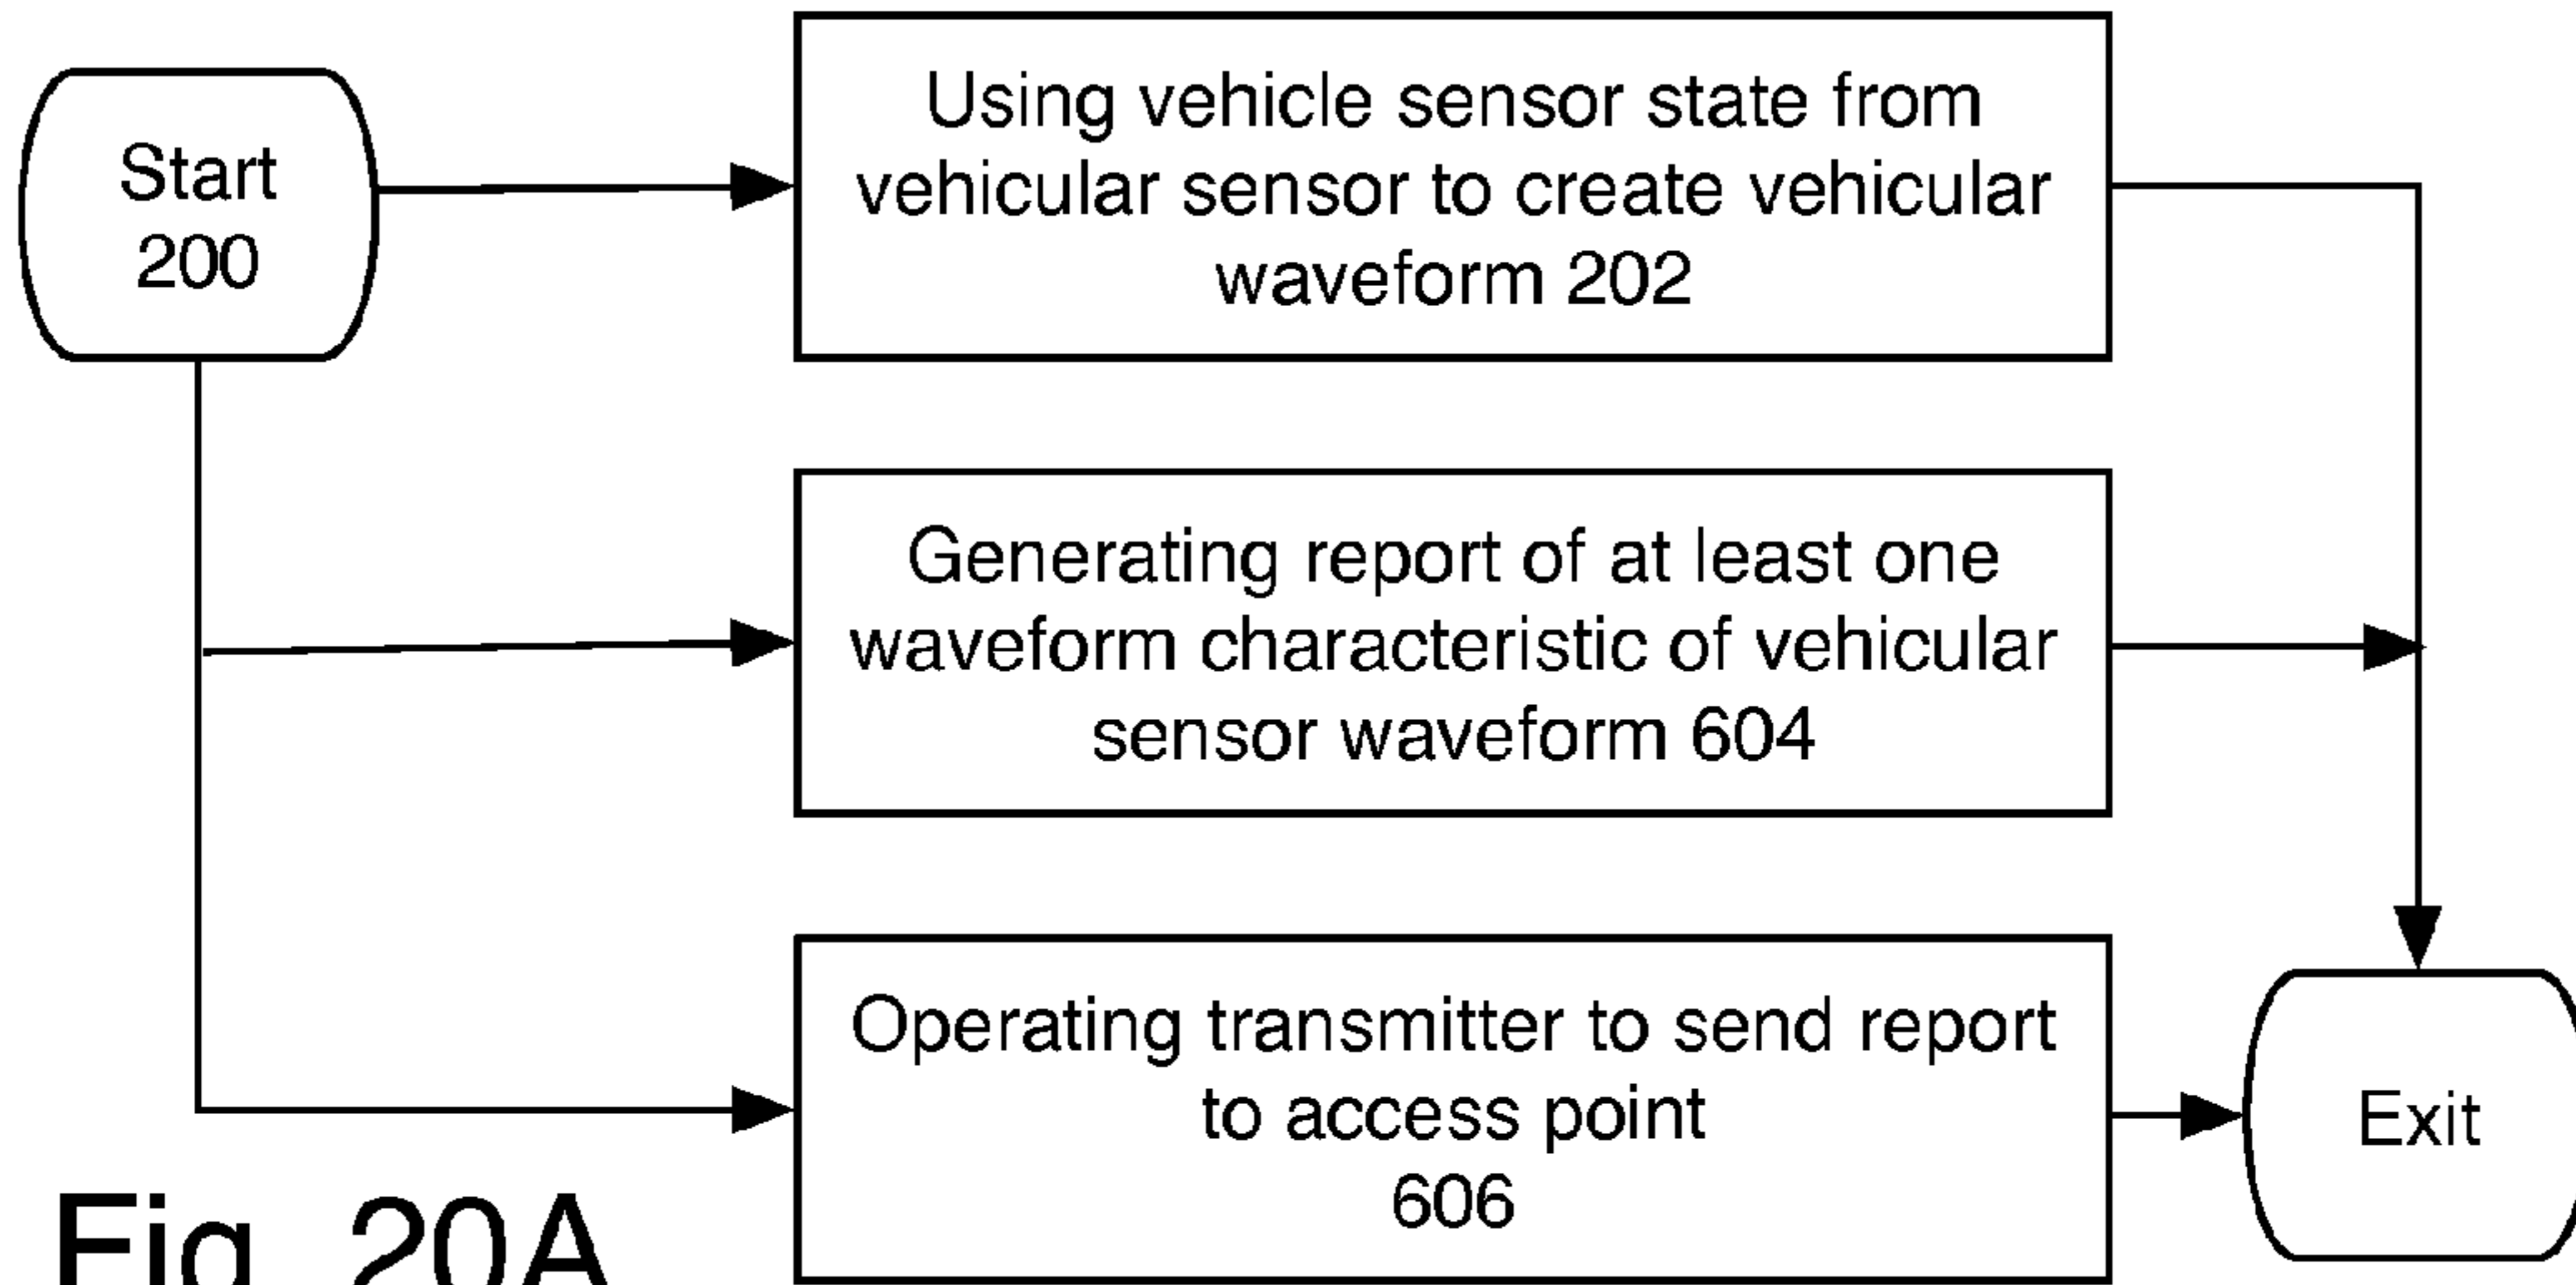 Start
200
Using vehicle sensor state from
vehicular sensor to create vehicular
waveform 202
Generating report of at least one
waveform characteristic of vehicular
sensor waveform 604
Operating transmitter to send report
to access point
606
Exit
Fig. 20A